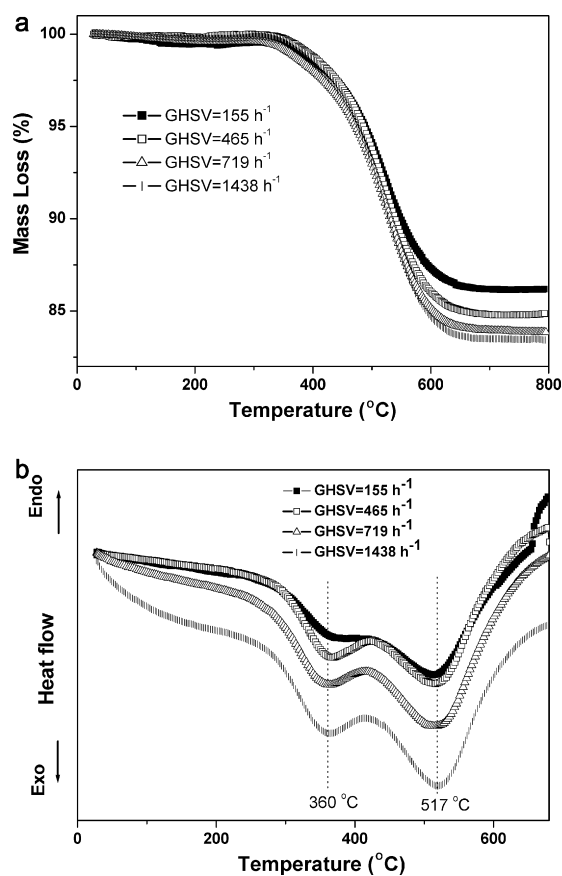 a
100
95
90
85
Mass Loss (%)
GHSV=155 h⁻¹
GHSV=465 h⁻¹
GHSV=719 h⁻¹
GHSV=1438 h⁻¹
0 200 400 600 800
Temperature (°C)
b
Endo
Heat flow
Exo
GHSV=155 h⁻¹
GHSV=465 h⁻¹
GHSV=719 h⁻¹
GHSV=1438 h⁻¹
360 °C
517 °C
0 200 400 600
Temperature (°C)